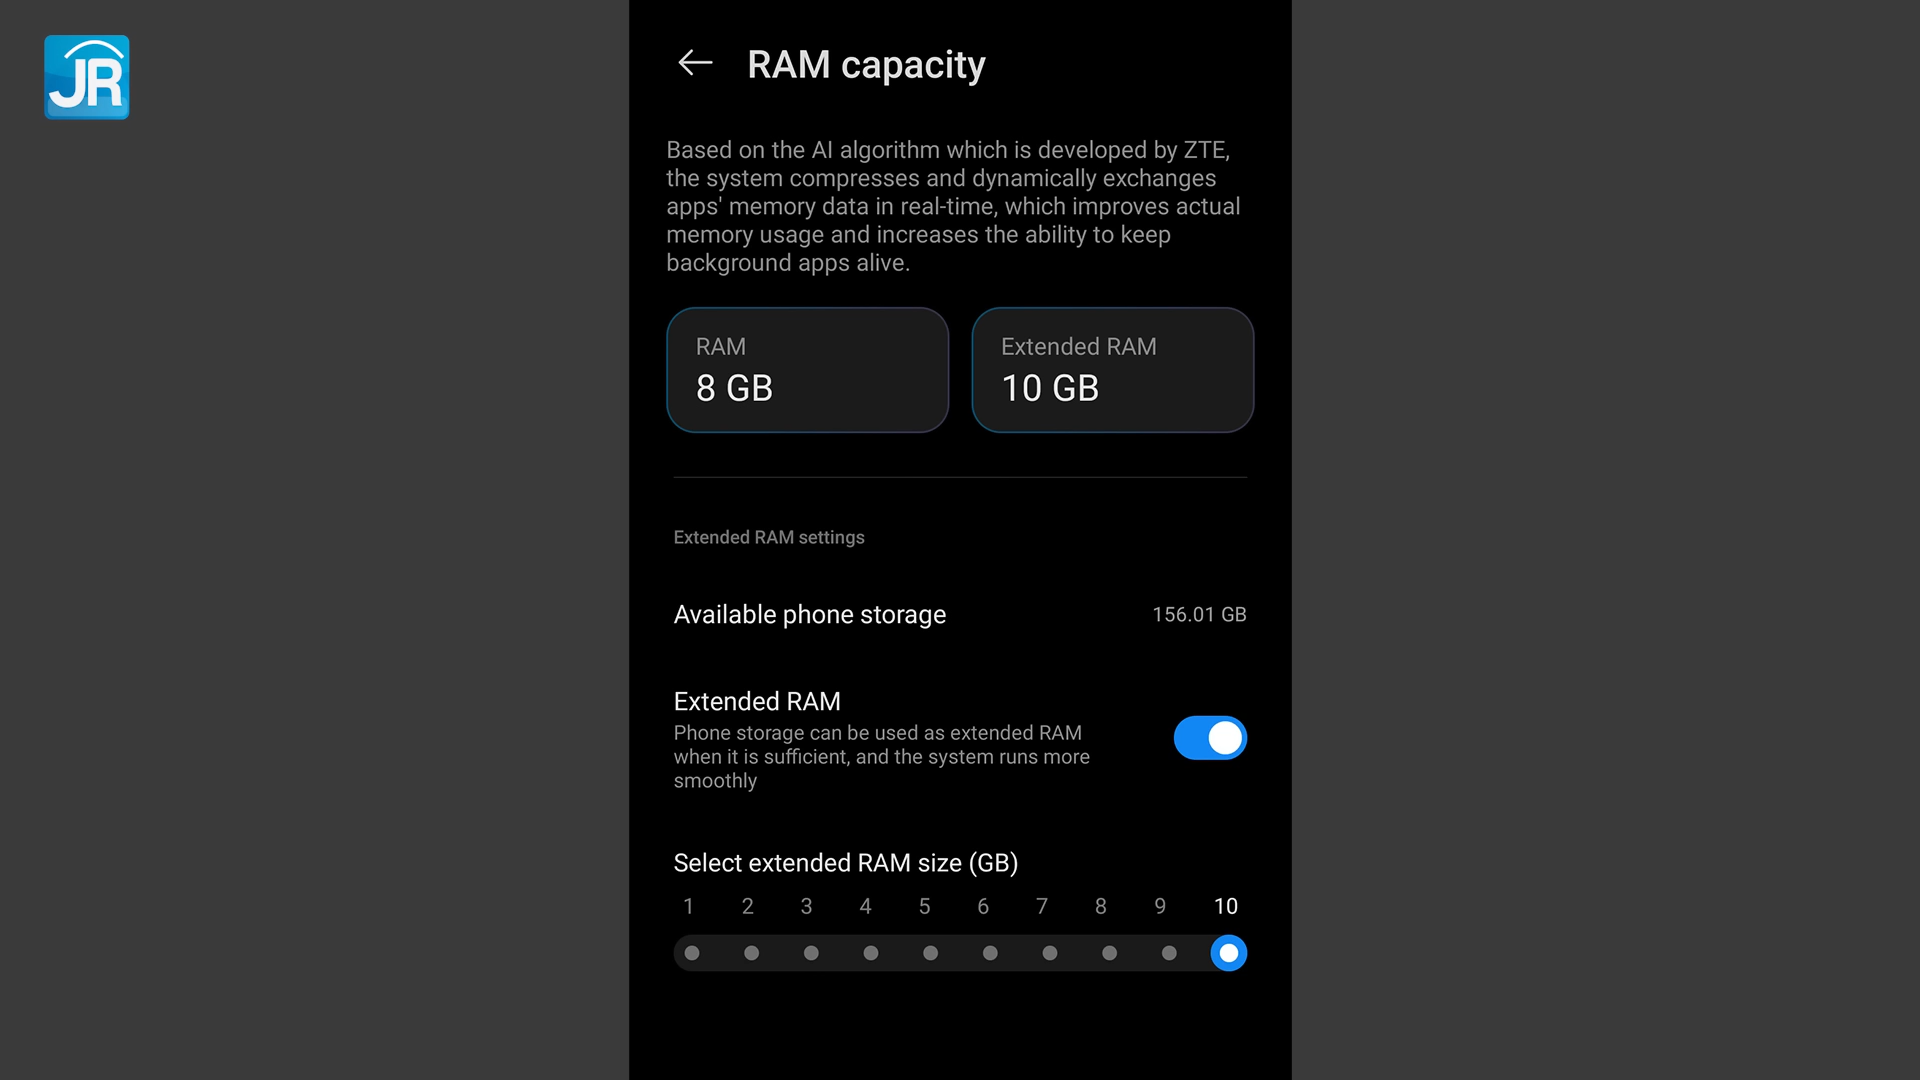 JR
RAM capacity
Based on the AI algorithm which is developed by ZTE,
the system compresses and dynamically exchanges
apps' memory data in real-time, which improves actual
memory usage and increases the ability to keep
background apps alive.
RAM
8 GB
Extended RAM
10 GB
Extended RAM settings
Available phone storage 156.01 GB
Extended RAM
Phone storage can be used as extended RAM
when it is sufficient, and the system runs more
smoothly
Select extended RAM size (GB)
1 2 3 4 5 6 7 8 9 10